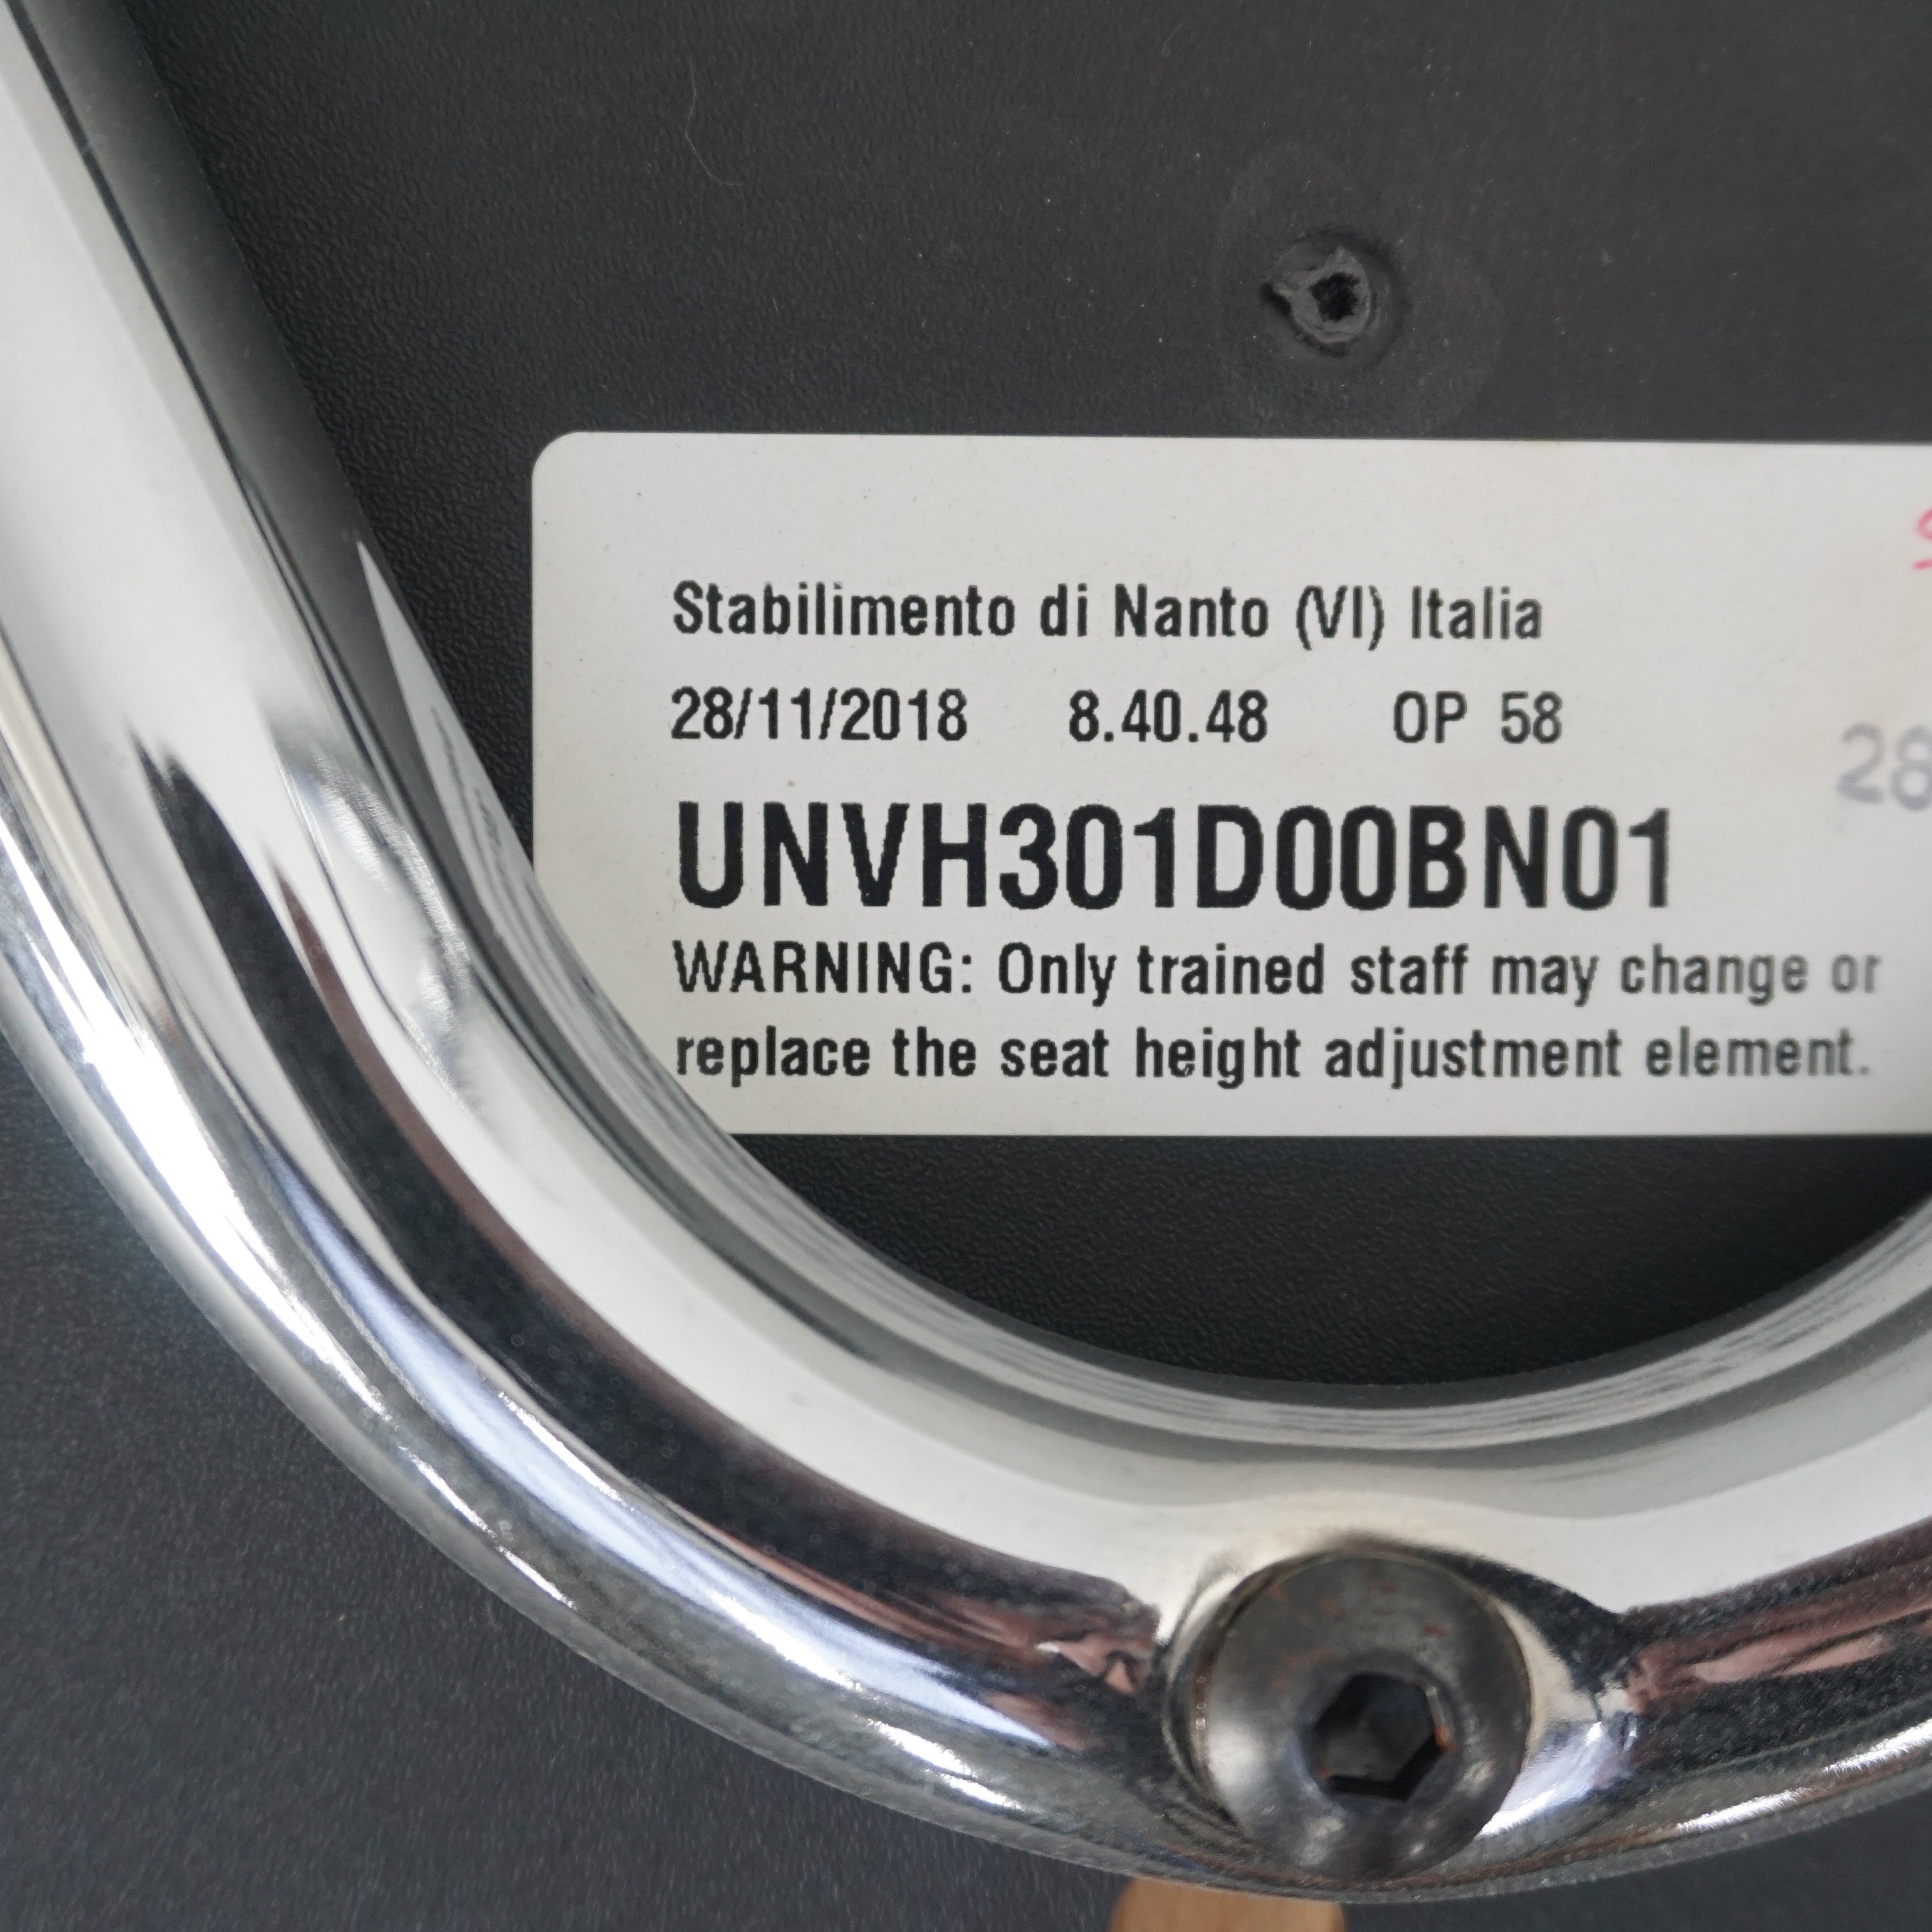 Stabilimento di Nanto (VI) Italia
28/11/2018 8.40.48 OP 58
28
UNVH301D00BN01
WARNING: Only trained staff may change or
replace the seat height adjustment element.